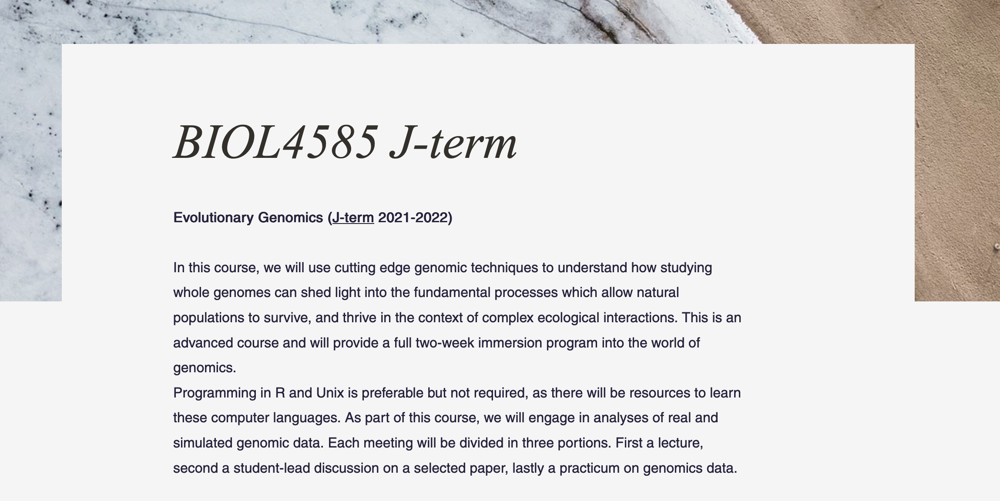 BIOL4585 J-term
Evolutionary Genomics (J-term 2021-2022)
In this course, we will use cutting edge genomic techniques to understand how studying
whole genomes can shed light into the fundamental processes which allow natural
populations to survive, and thrive in the context of complex ecological interactions. This is an
advanced course and will provide a full two-week immersion program into the world of
genomics.
Programming in R and Unix is preferable but not required, as there will be resources to learn
these computer languages. As part of this course, we will engage in analyses of real and
simulated genomic data. Each meeting will be divided in three portions. First a lecture,
second a student-lead discussion on a selected paper, lastly a practicum on genomics data.